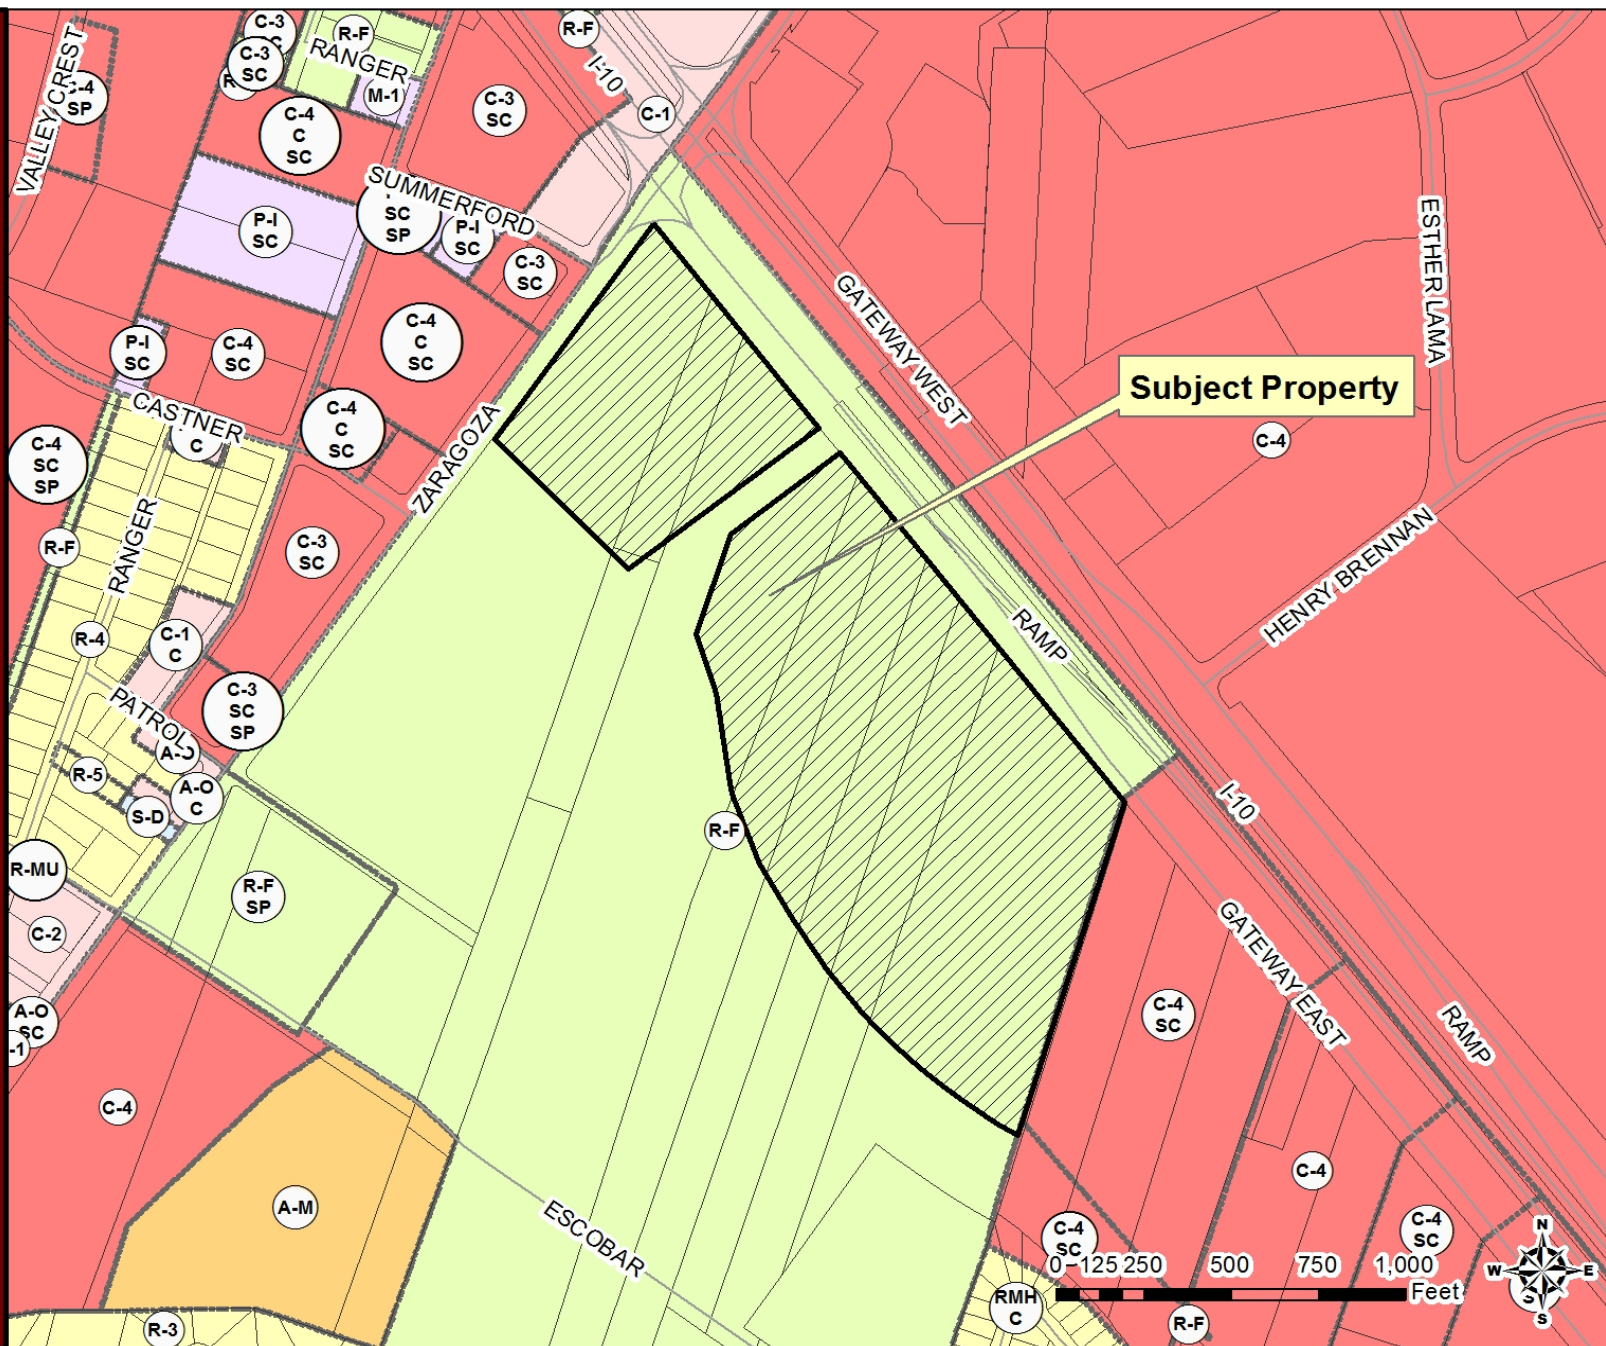 C-3
C-3
SC
R-F
RANGER
M-1
R-F
I-10
C-1
C-3
SC
VALLEY CREST
C-4
SP
C-4
C
SC
SUMMERFORD
SC
SP
P-I
SC
P-I
SC
C-3
SC
GATEWAY WEST
ESTHER LAMA
P-I
SC
C-4
SC
C-4
C
SC
Subject Property
CASTNER
C
C-4
C
SC
ZARAGOZA
C-4
C-4
SC
SP
R-F
RANGER
C-3
SC
HENRY BRENNAN
R-4
C-1
C
RAMP
PATROL
C-3
SC
SP
R-5
A-O
C
S-D
I-10
R-F
R-MU
R-F
SP
C-2
GATEWAY EAST
A-O
SC
-1
C-4
SC
RAMP
C-4
A-M
C-4
ESCOBAR
C-4
SC
C-4
SC
N
W E
S
0 125 250 500 750 1,000
Feet
RMH
C
R-F
R-3